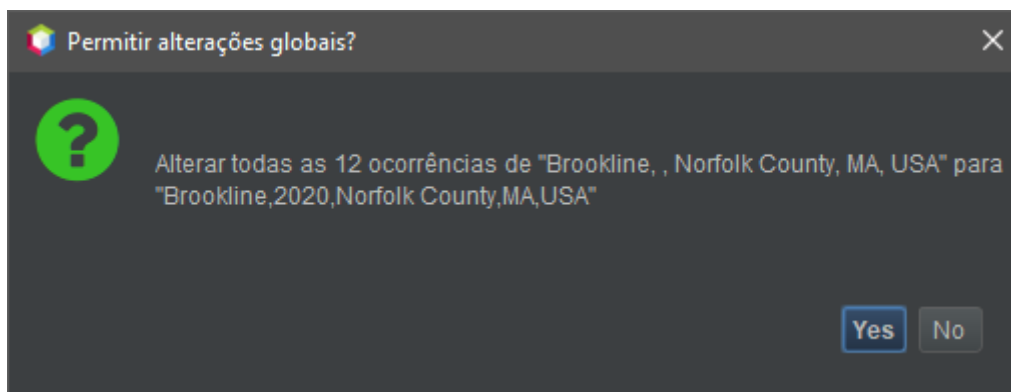 Permitir alterações globais?
Alterar todas as 12 ocorrências de "Brookline, , Norfolk County, MA, USA" para
"Brookline,2020,Norfolk County,MA,USA"
Yes No